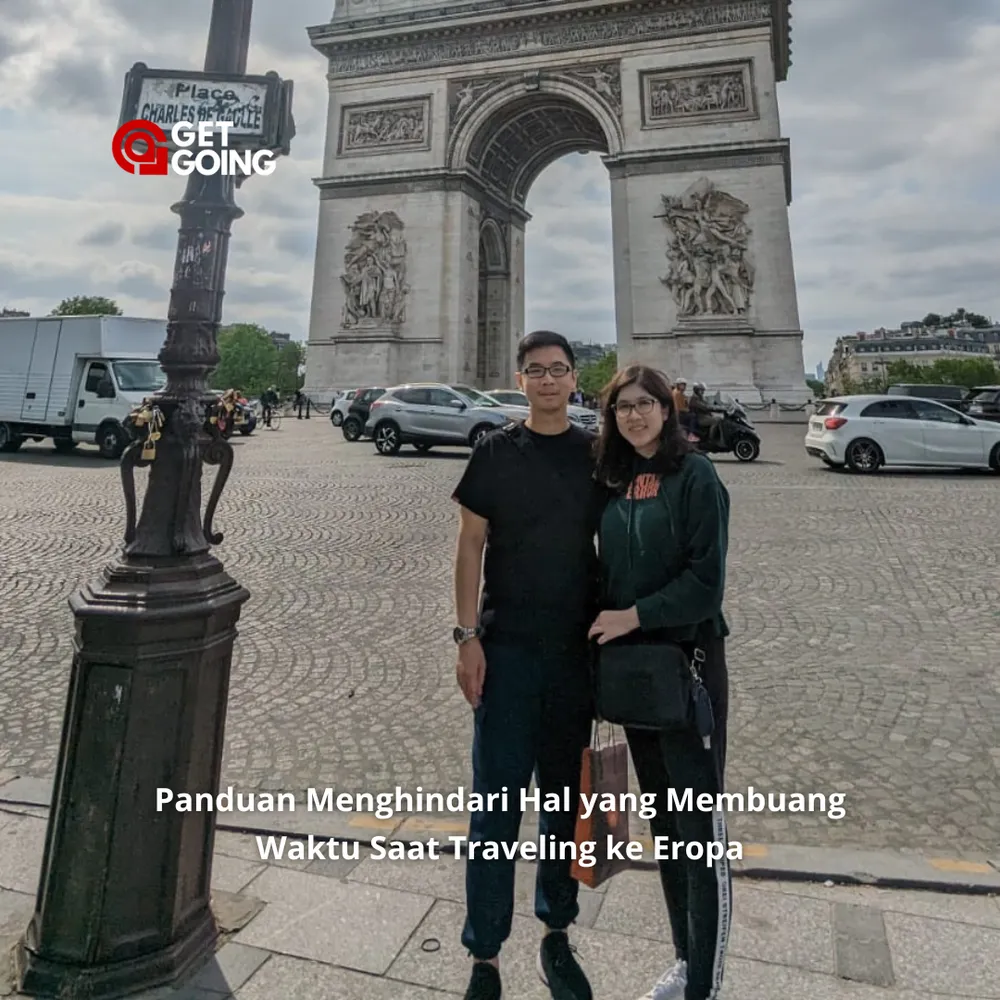 Place
CHARLES DE GAULLE
GET
GOING
Panduan Menghindari Hal yang Membuang
Waktu Saat Traveling ke Eropa